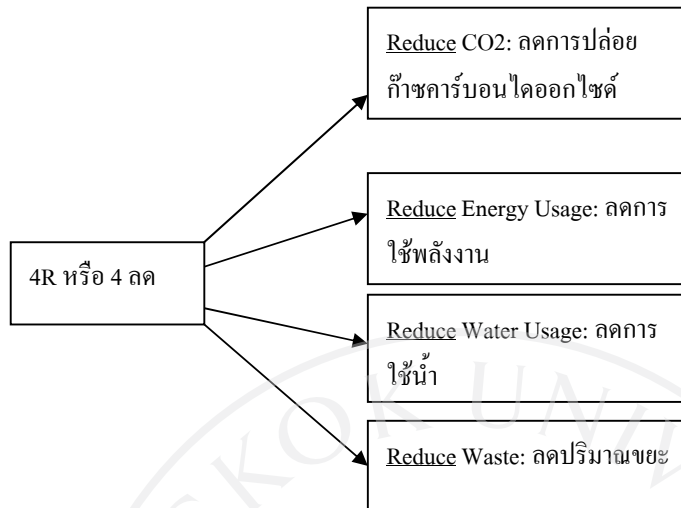 Reduce CO2: ลดการปล่อย
ก๊าซคาร์บอนไดออกไซด์
Reduce Energy Usage: ลดการ
ใช้พลังงาน
4R หรือ 4 ลด
Reduce Water Usage: ลดการ
ใช้น้ำ
Reduce Waste: ลดปริมาณขยะ
KOK UNIV